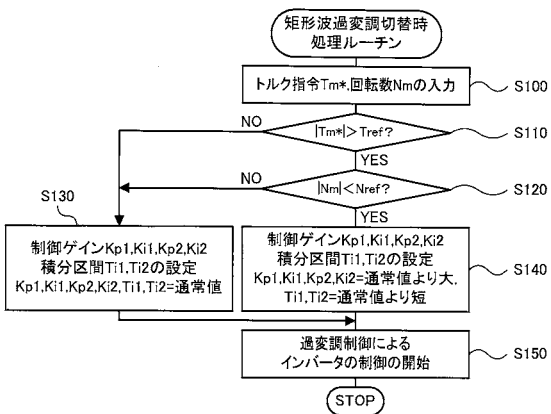 矩形波過変調切替時
処理ルーチン
トルク指令Tm*,回転数Nmの入力
S100
|Tm*|>Tref?
S110
NO
YES
|Nm|<Nref?
S120
NO
YES
S130
制御ゲインKp1,Ki1,Kp2,Ki2
積分区間Ti1,Ti2の設定
Kp1,Ki1,Kp2,Ki2,Ti1,Ti2=通常値
制御ゲインKp1,Ki1,Kp2,Ki2
積分区間Ti1,Ti2の設定
Kp1,Ki1,Kp2,Ki2=通常値より大,
Ti1,Ti2=通常値より短
S140
過変調制御による
インバータの制御の開始
S150
STOP